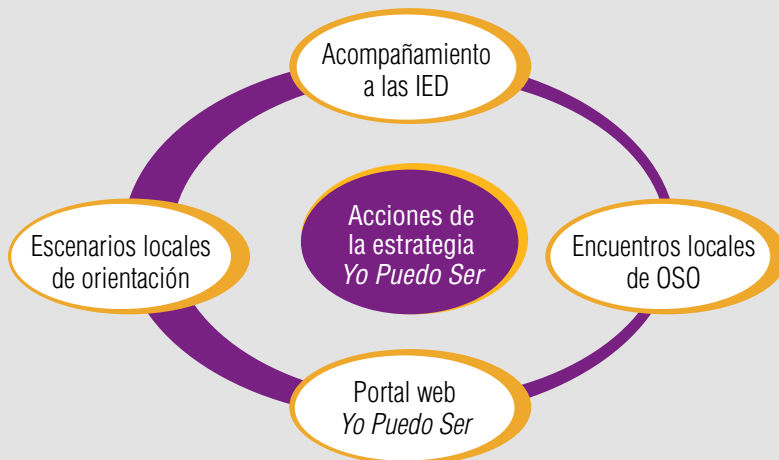 Acompañamiento
a las IED
Escenarios locales
de orientación
Acciones de
la estrategia
Yo Puedo Ser
Encuentros locales
de OSO
Portal web
Yo Puedo Ser